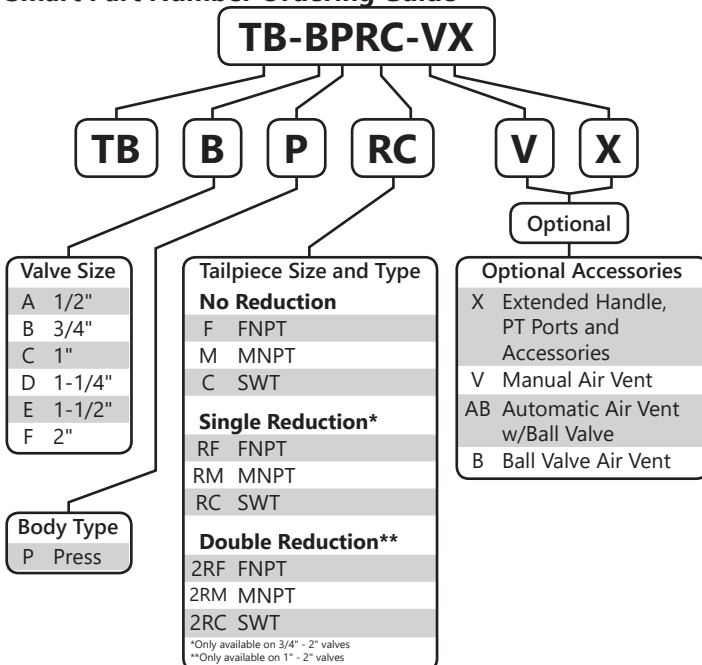 Smart Part Number Ordering Guide
TB-BPRC-VX
TB B P RC V X
Optional
Valve Size
A 1/2"
B 3/4"
C 1"
D 1-1/4"
E 1-1/2"
F 2"
Body Type
P Press
Tailpiece Size and Type
No Reduction
F FNPT
M MNPT
C SWT
Single Reduction*
RF FNPT
RM MNPT
RC SWT
Double Reduction**
2RF FNPT
2RM MNPT
2RC SWT
*Only available on 3/4" - 2" valves
**Only available on 1" - 2" valves
Optional Accessories
X Extended Handle,
PT Ports and
Accessories
V Manual Air Vent
AB Automatic Air Vent
w/Ball Valve
B Ball Valve Air Vent